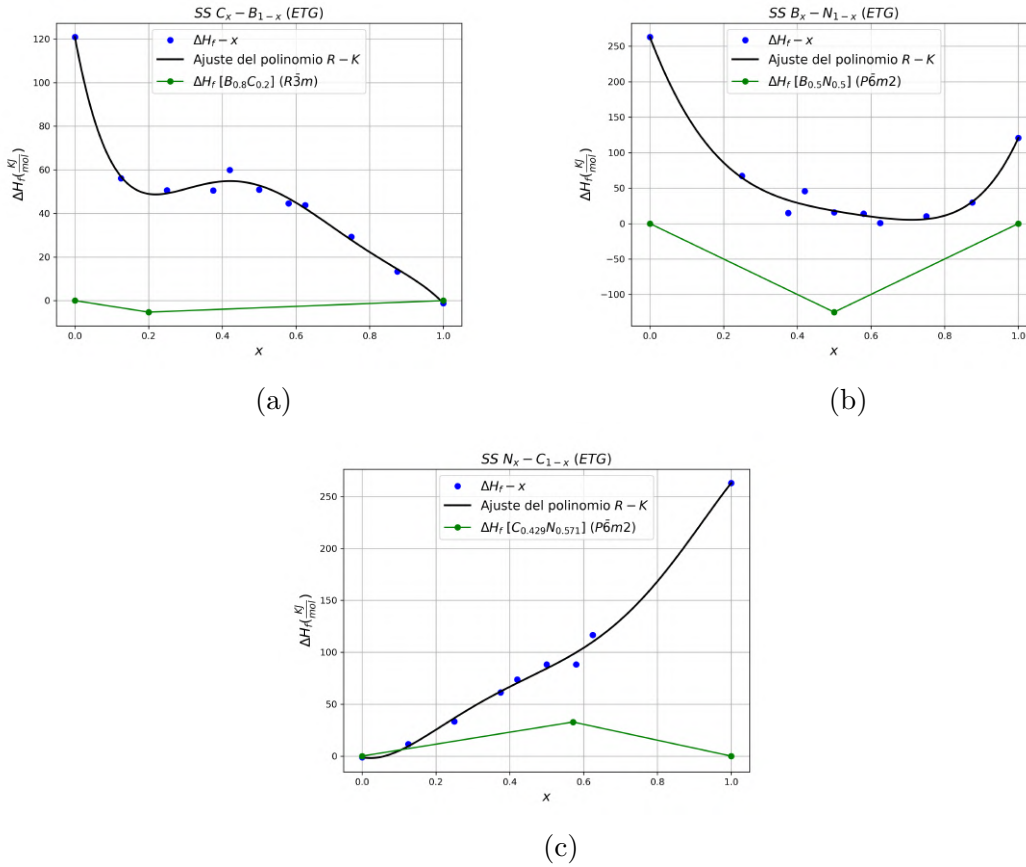 SS C_x − B_{1−x} (ETG)
ΔH_f − x
Ajuste del polinomio R − K
ΔH_f [B_{0.8}C_{0.2}] (R3̄m)
ΔH_f(KJ/mol)
120
100
80
60
40
20
0
0.0 0.2 0.4 0.6 0.8 1.0
x
(a)
SS B_x − N_{1−x} (ETG)
ΔH_f − x
Ajuste del polinomio R − K
ΔH_f [B_{0.5}N_{0.5}] (P6̄m2)
ΔH_f(KJ/mol)
250
200
150
100
50
0
−50
−100
0.0 0.2 0.4 0.6 0.8 1.0
x
(b)
SS N_x − C_{1−x} (ETG)
ΔH_f − x
Ajuste del polinomio R − K
ΔH_f [C_{0.429}N_{0.571}] (P6̄m2)
ΔH_f(KJ/mol)
250
200
150
100
50
0
0.0 0.2 0.4 0.6 0.8 1.0
x
(c)